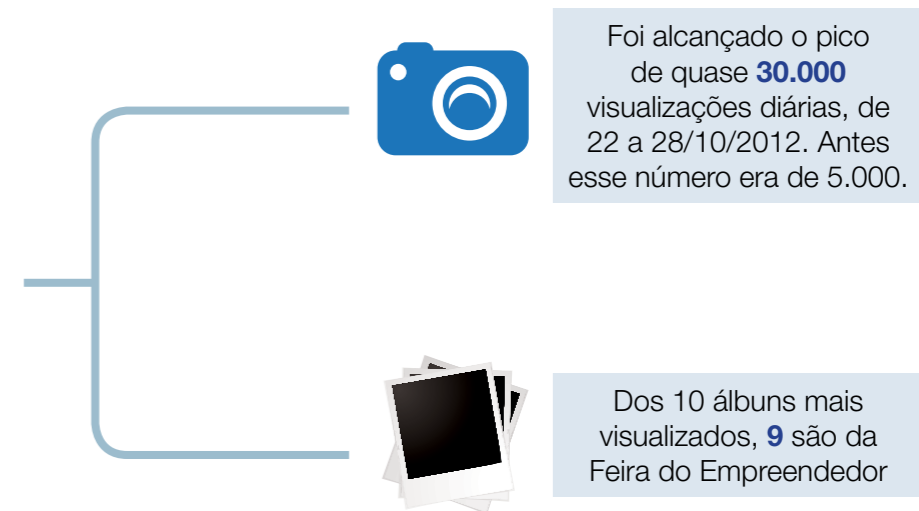 Foi alcançado o pico
de quase 30.000
visualizações diárias, de
22 a 28/10/2012. Antes
esse número era de 5.000.
Dos 10 álbuns mais
visualizados, 9 são da
Feira do Empreendedor